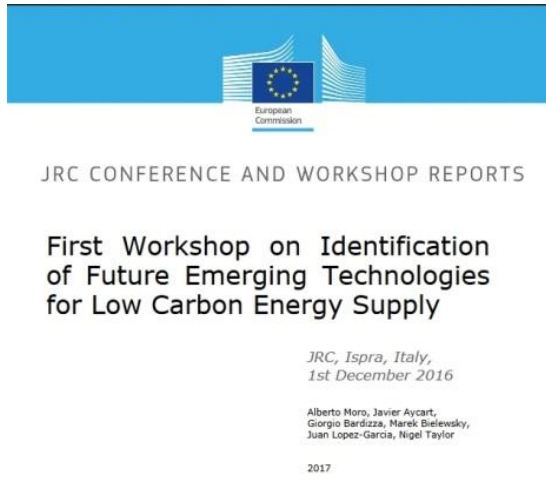 European
Commission
JRC CONFERENCE AND WORKSHOP REPORTS
First Workshop on Identification
of Future Emerging Technologies
for Low Carbon Energy Supply
JRC, Ispra, Italy,
1st December 2016
Alberto Moro, Javier Aycart,
Giorgio Bardizza, Marek Bielewsky,
Juan Lopez-Garcia, Nigel Taylor
2017